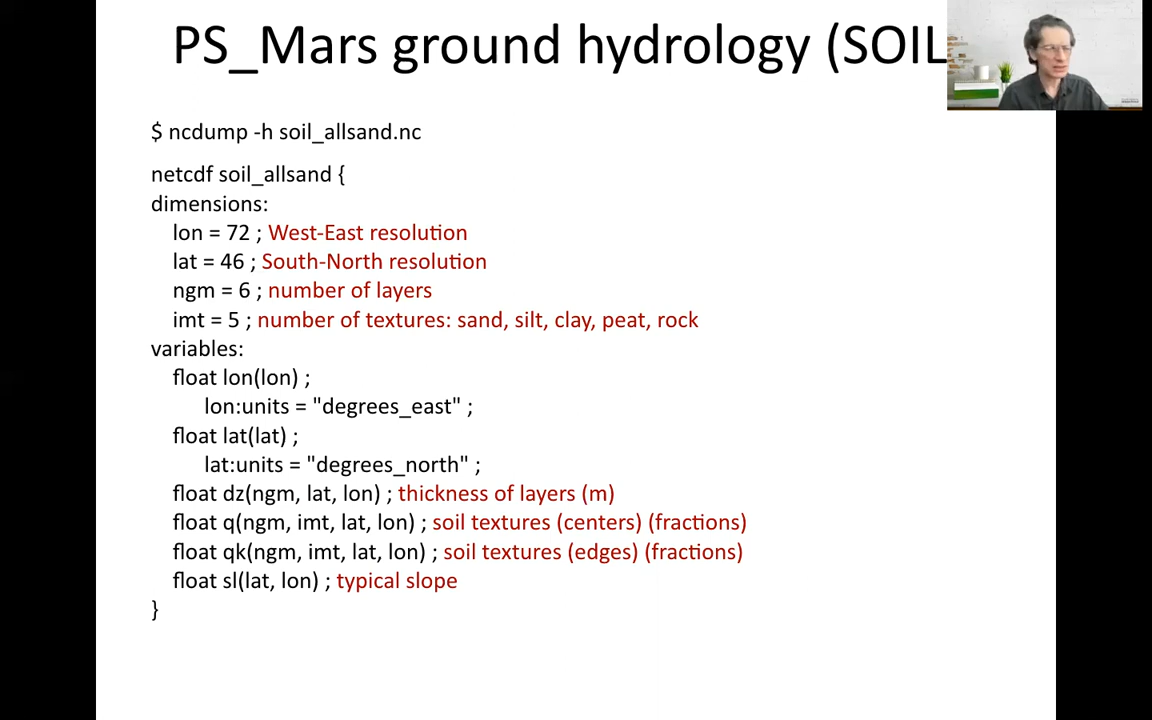 PS_Mars ground hydrology (SOIL
$ ncdump -h soil_allsand.nc
netcdf soil_allsand {
dimensions:
lon = 72 ; West-East resolution
lat = 46 ; South-North resolution
ngm = 6 ; number of layers
imt = 5 ; number of textures: sand, silt, clay, peat, rock
variables:
float lon(lon) ;
lon:units = "degrees_east" ;
float lat(lat) ;
lat:units = "degrees_north" ;
float dz(ngm, lat, lon) ; thickness of layers (m)
float q(ngm, imt, lat, lon) ; soil textures (centers) (fractions)
float qk(ngm, imt, lat, lon) ; soil textures (edges) (fractions)
float sl(lat, lon) ; typical slope
}